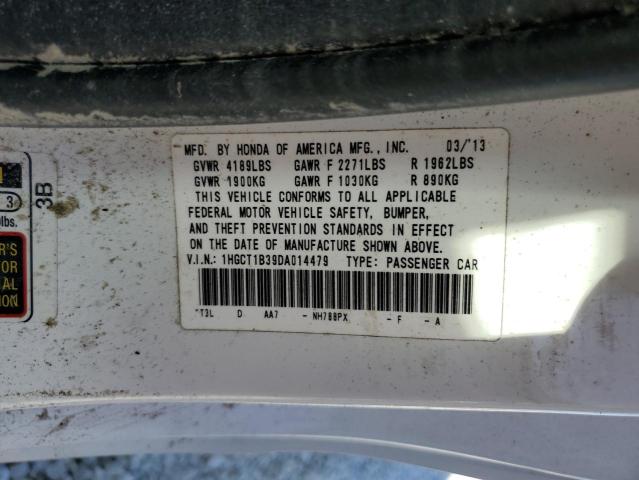 MFD. BY HONDA OF AMERICA MFG., INC. 03/'13
GVWR 4189LBS GAWR F 2271LBS R 1962LBS
GVWR 1900KG GAWR F 1030KG R 890KG
THIS VEHICLE CONFORMS TO ALL APPLICABLE
FEDERAL MOTOR VEHICLE SAFETY, BUMPER,
AND THEFT PREVENTION STANDARDS IN EFFECT
ON THE DATE OF MANUFACTURE SHOWN ABOVE.
V.I.N.: 1HGCT1B39DA014479 TYPE: PASSENGER CAR
*T3L D AA7 - NH788PX - F - A
3
lbs.
3B